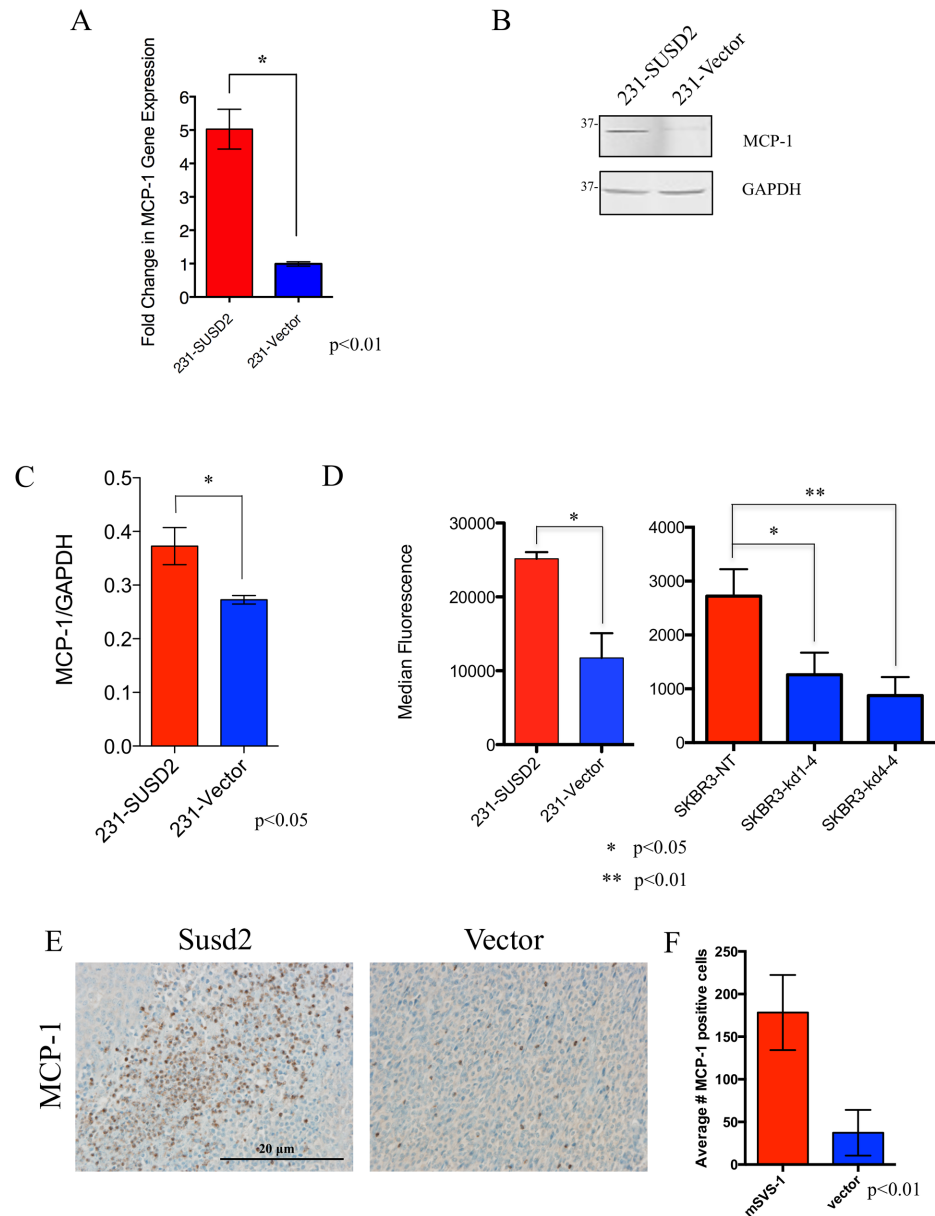 A
*
Fold Change in MCP-1 Gene Expression
6
5
4
3
2
1
0
231-SUSD2
231-Vector
p<0.01
B
231-SUSD2
231-Vector
37-
MCP-1
37-
GAPDH
C
*
MCP-1/GAPDH
0.5
0.4
0.3
0.2
0.1
0.0
231-SUSD2
231-Vector
p<0.05
D
Median Fluorescence
30000
20000
10000
0
*
231-SUSD2
231-Vector
4000
3000
2000
1000
0
**
*
SKBR3-NT
SKBR3-kd1-4
SKBR3-kd4-4
* p<0.05
** p<0.01
E
Susd2
Vector
MCP-1
20 µm
F
Average # MCP-1 positive cells
250
200
150
100
50
0
mSVS-1
vector
p<0.01